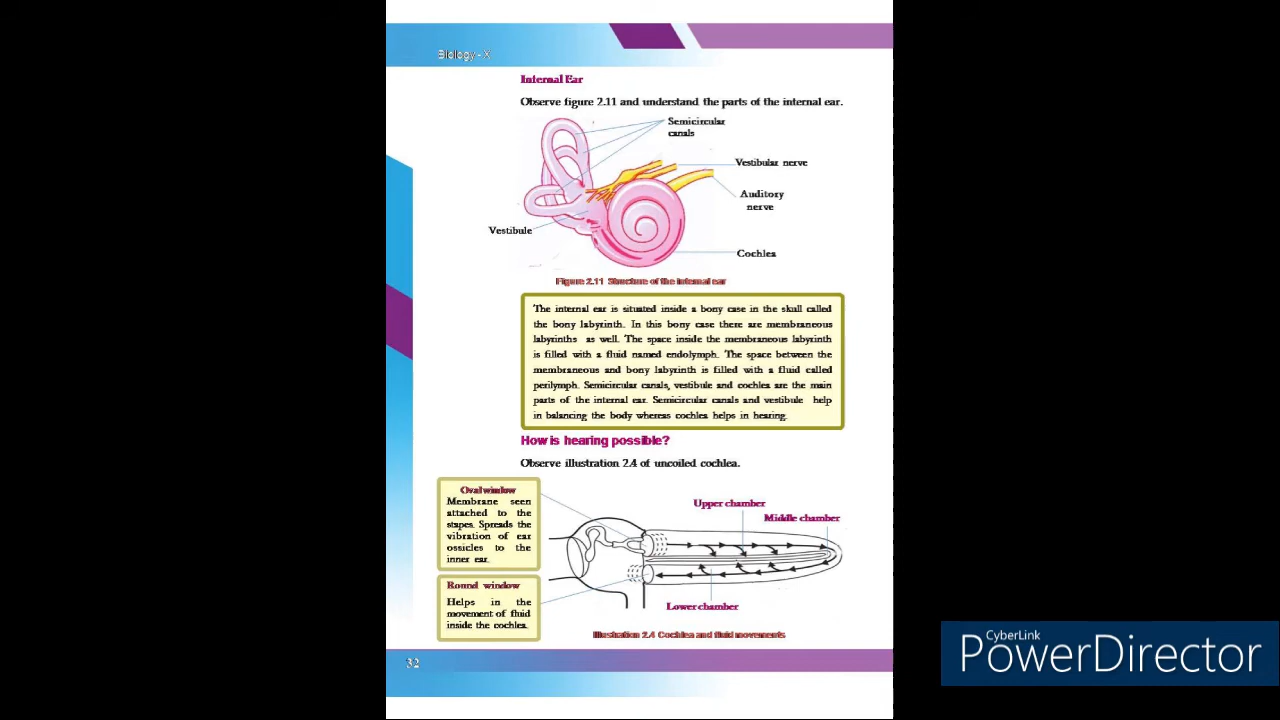 Biology - X
Internal Ear
Observe figure 2.11 and understand the parts of the internal ear.
Semicircular
canals
Vestibular nerve
Auditory
nerve
Vestibule
Cochlea
Figure 2.11 Structure of the internal ear
The internal ear is situated inside a bony case in the skull called
the bony labyrinth. In this bony case there are membraneous
labyrinths as well. The space inside the membraneous labyrinth
is filled with a fluid named endolymph. The space between the
membraneous and bony labyrinth is filled with a fluid called
perilymph. Semicircular canals, vestibule and cochlea are the main
parts of the internal ear. Semicircular canals and vestibule help
in balancing the body whereas cochlea helps in hearing.
How is hearing possible?
Observe illustration 2.4 of uncoiled cochlea.
Oval window
Membrane seen
attached to the
stapes. Spreads the
vibration of ear
ossicles to the
inner ear.
Round window
Helps in the
movement of fluid
inside the cochlea.
Upper chamber
Middle chamber
Lower chamber
Illustration 2.4 Cochlea and fluid movements
32
CyberLink
PowerDirector